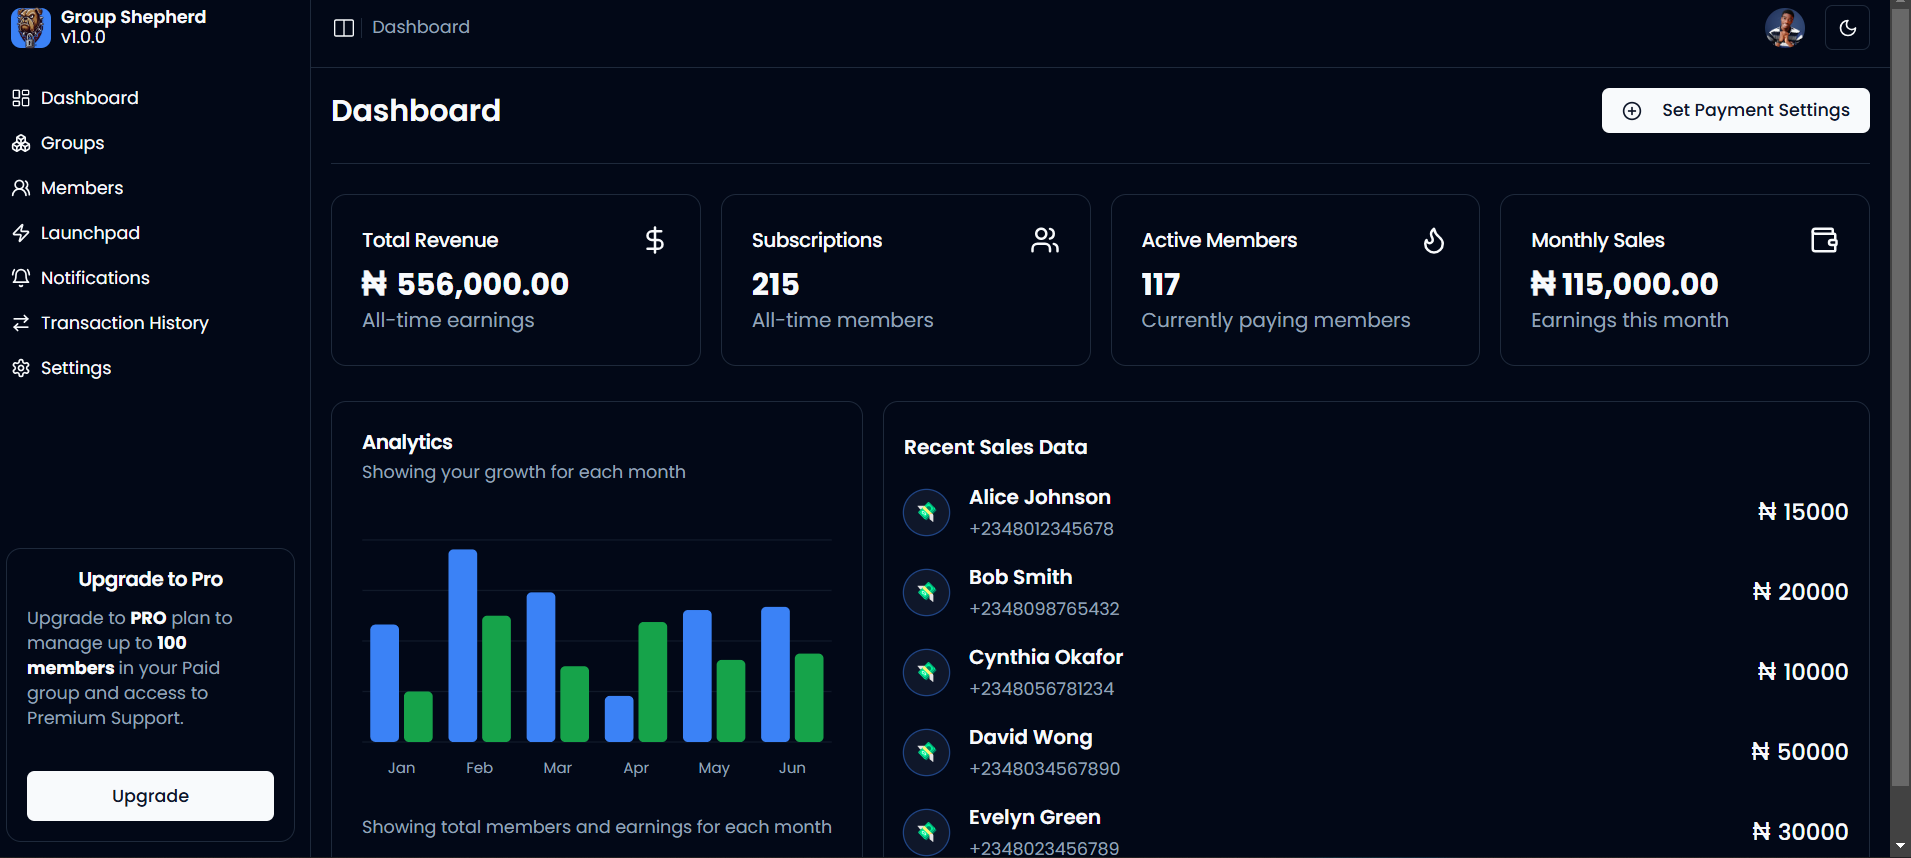 Group Shepherd
v1.0.0
Dashboard
Groups
Members
Launchpad
Notifications
Transaction History
Settings
Upgrade to Pro
Upgrade to PRO plan to
manage up to 100
members in your Paid
group and access to
Premium Support.
Upgrade
Dashboard
Dashboard
Set Payment Settings
Total Revenue
₦ 556,000.00
All-time earnings
Subscriptions
215
All-time members
Active Members
117
Currently paying members
Monthly Sales
₦ 115,000.00
Earnings this month
Analytics
Showing your growth for each month
Jan Feb Mar Apr May Jun
Showing total members and earnings for each month
Recent Sales Data
Alice Johnson
+2348012345678
₦ 15000
Bob Smith
+2348098765432
₦ 20000
Cynthia Okafor
+2348056781234
₦ 10000
David Wong
+2348034567890
₦ 50000
Evelyn Green
+2348023456789
₦ 30000